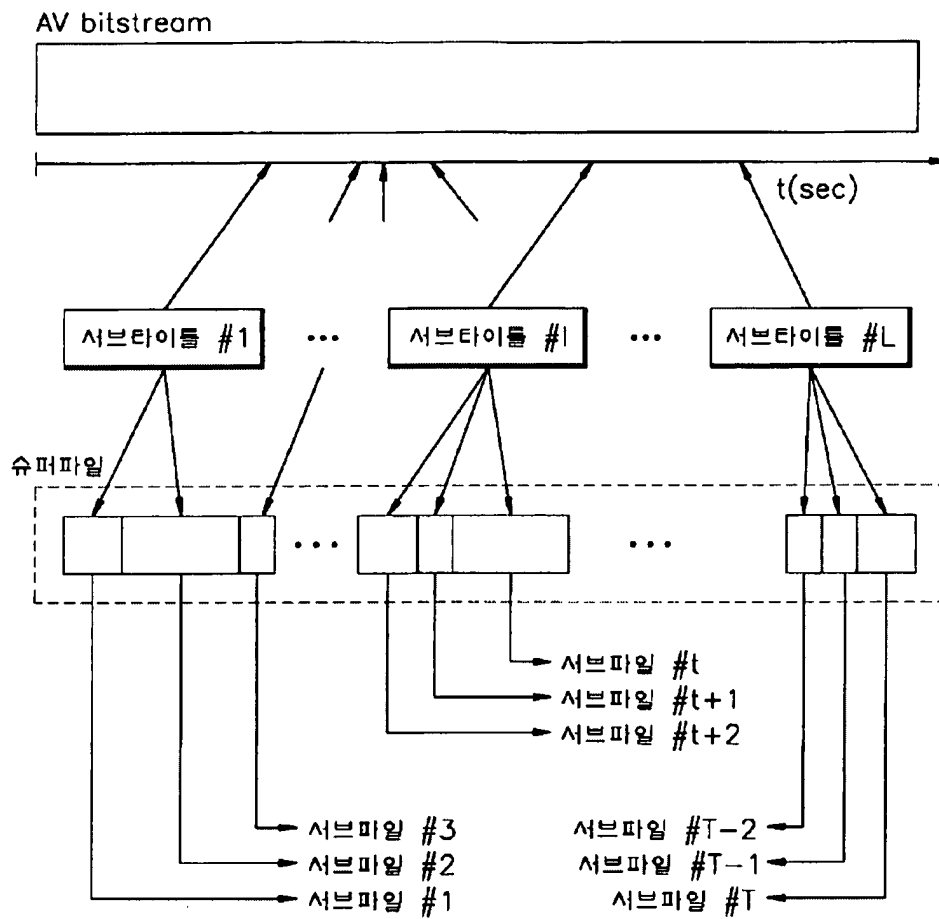 AV bitstream
t(sec)
서브타이틀 #1 ••• 서브타이틀 #l ••• 서브타이틀 #L
슈퍼파일
•••
•••
서브파일 #t
서브파일 #t+1
서브파일 #t+2
서브파일 #3
서브파일 #2
서브파일 #1
서브파일 #T-2
서브파일 #T-1
서브파일 #T